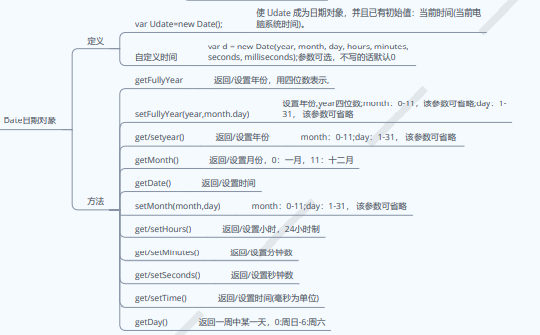 使 Udate 成为日期对象，并且已有初始值：当前时间(当前电
var Udate=new Date();
脑系统时间)。
定义
var d = new Date(year, month, day, hours, minutes,
自定义时间
seconds, milliseconds);参数可选，不写的话默认0
getFullYear 返回/设置年份，用四位数表示,
设置年份,year四位数,month：0-11，该参数可省略;day：1-
setFullYear(year,month.day)
31，该参数可省略
Date日期对象
get/setyear() 返回/设置年份 month：0-11;day：1-31， 该参数可省略
getMonth() 返回/设置月份，0：一月，11：十二月
getDate() 返回/设置时间
方法
setMonth(month,day) month：0-11;day：1-31， 该参数可省略
get/setHours() 返回/设置小时，24小时制
get/setMinutes() 返回/设置分钟数
get/setSeconds() 返回/设置秒钟数
get/setTime() 返回/设置时间(毫秒为单位)
getDay() 返回一周中某一天，0:周日-6:周六